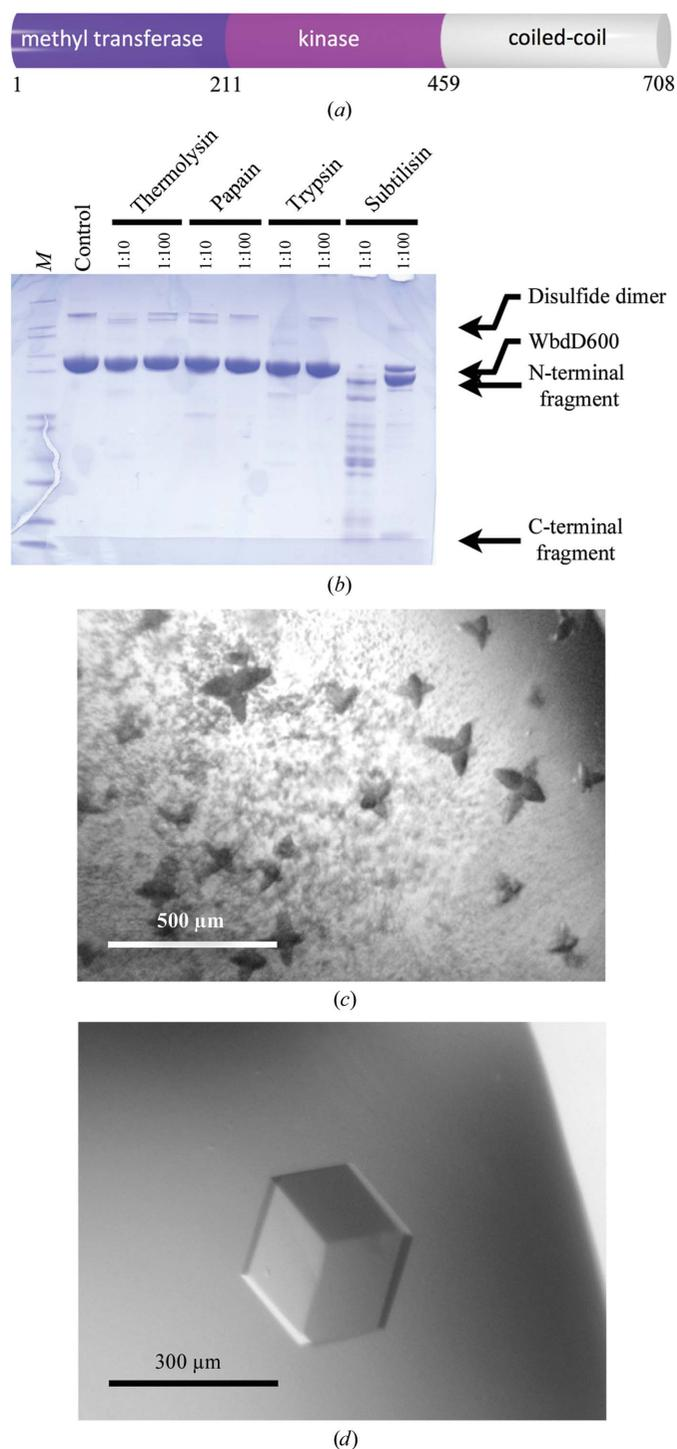 methyl transferase kinase coiled-coil
1 211 459 708
(a)
Thermolysin Papain Trypsin Subtilisin
M Control 1:10 1:100 1:10 1:100 1:10 1:100 1:10 1:100
Disulfide dimer
WbdD600
N-terminal
fragment
C-terminal
fragment
(b)
500 µm
(c)
300 µm
(d)